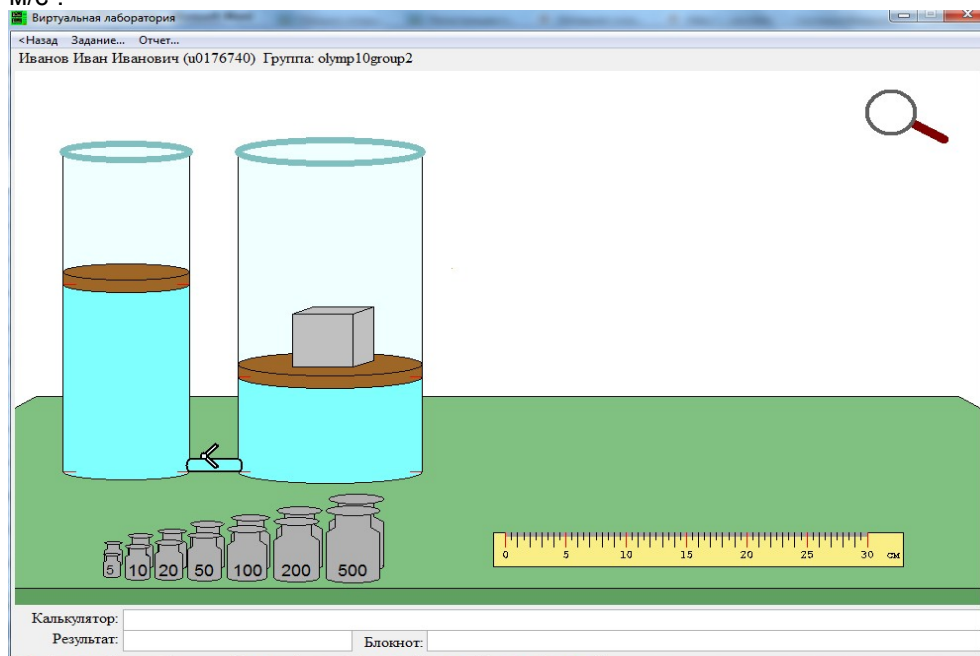 м/с².
Виртуальная лаборатория
<Назад Задание... Отчет...
Иванов Иван Иванович (u0176740) Группа: olymp10group2
5 10 20 50 100 200 500
0 5 10 15 20 25 30 см
Калькулятор:
Результат: Блокнот: